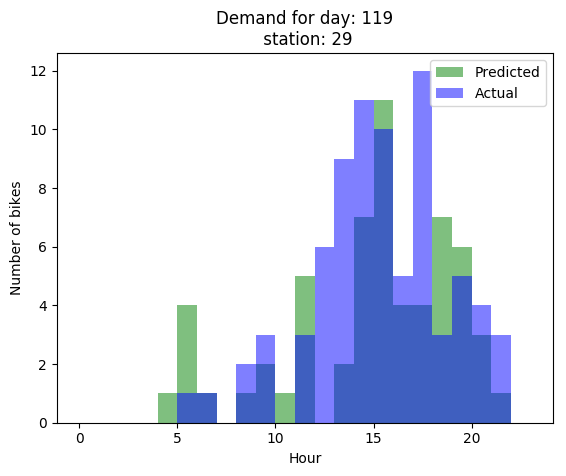 Demand for day: 119
station: 29
Predicted
Actual
12
10
8
6
4
2
0
Number of bikes
0 5 10 15 20
Hour